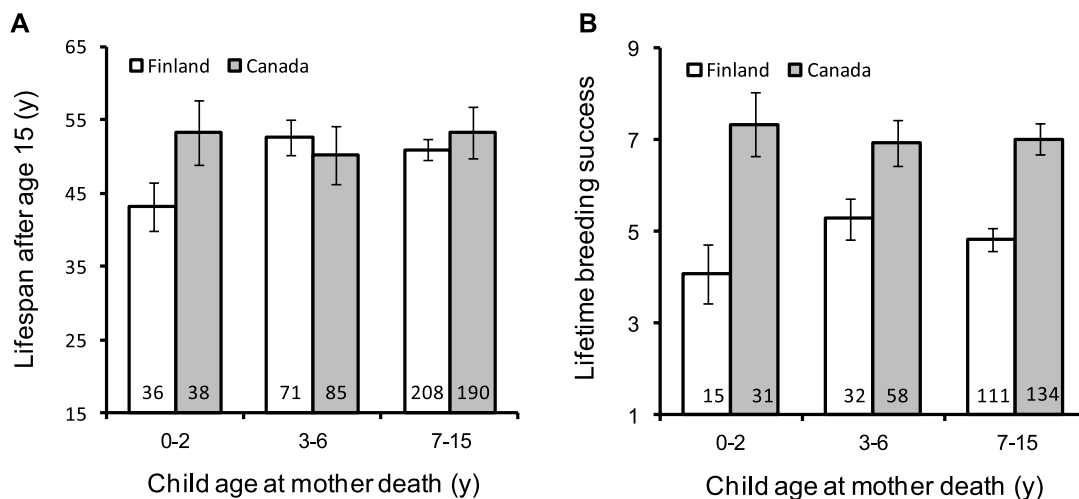 A
Lifespan after age 15 (y)
65
55
45
35
25
15
Finland Canada
36 38 71 85 208 190
0-2 3-6 7-15
Child age at mother death (y)
B
Lifetime breeding success
9
7
5
3
1
Finland Canada
15 31 32 58 111 134
0-2 3-6 7-15
Child age at mother death (y)